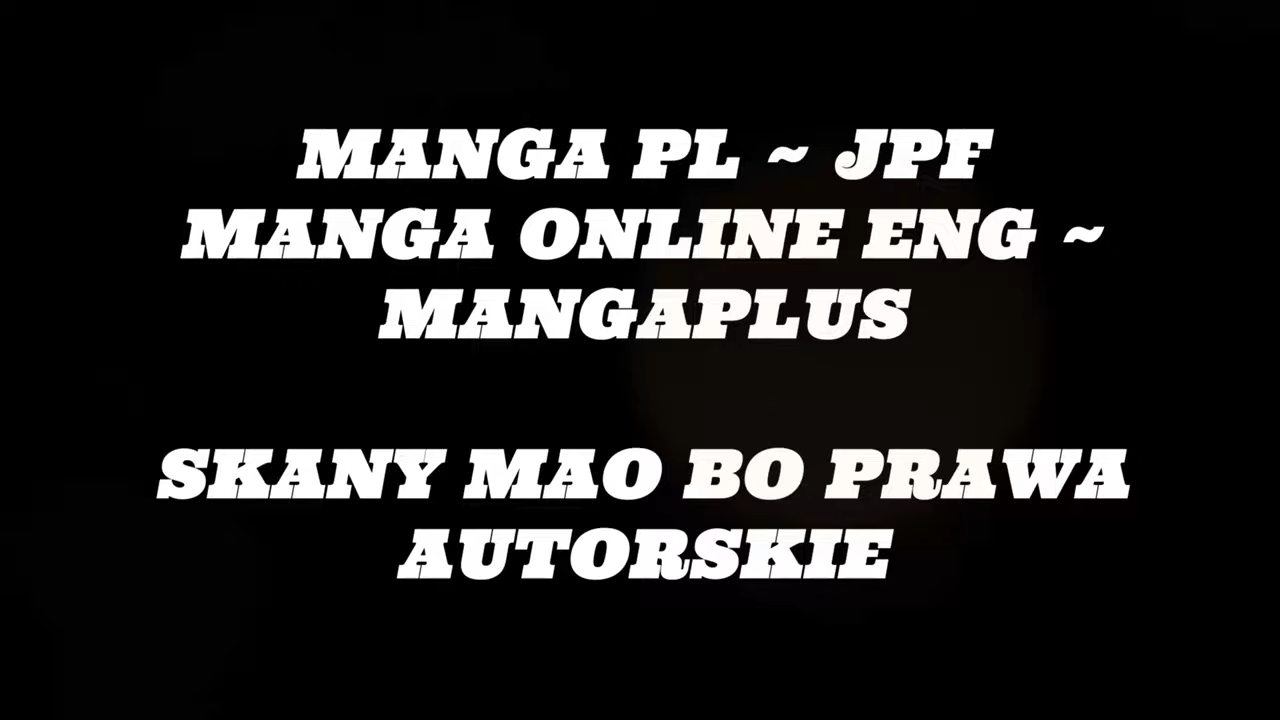 MANGA PL ~ JPF
MANGA ONLINE ENG ~
MANGAPLUS
SKANY MAO BO PRAWA
AUTORSKIE